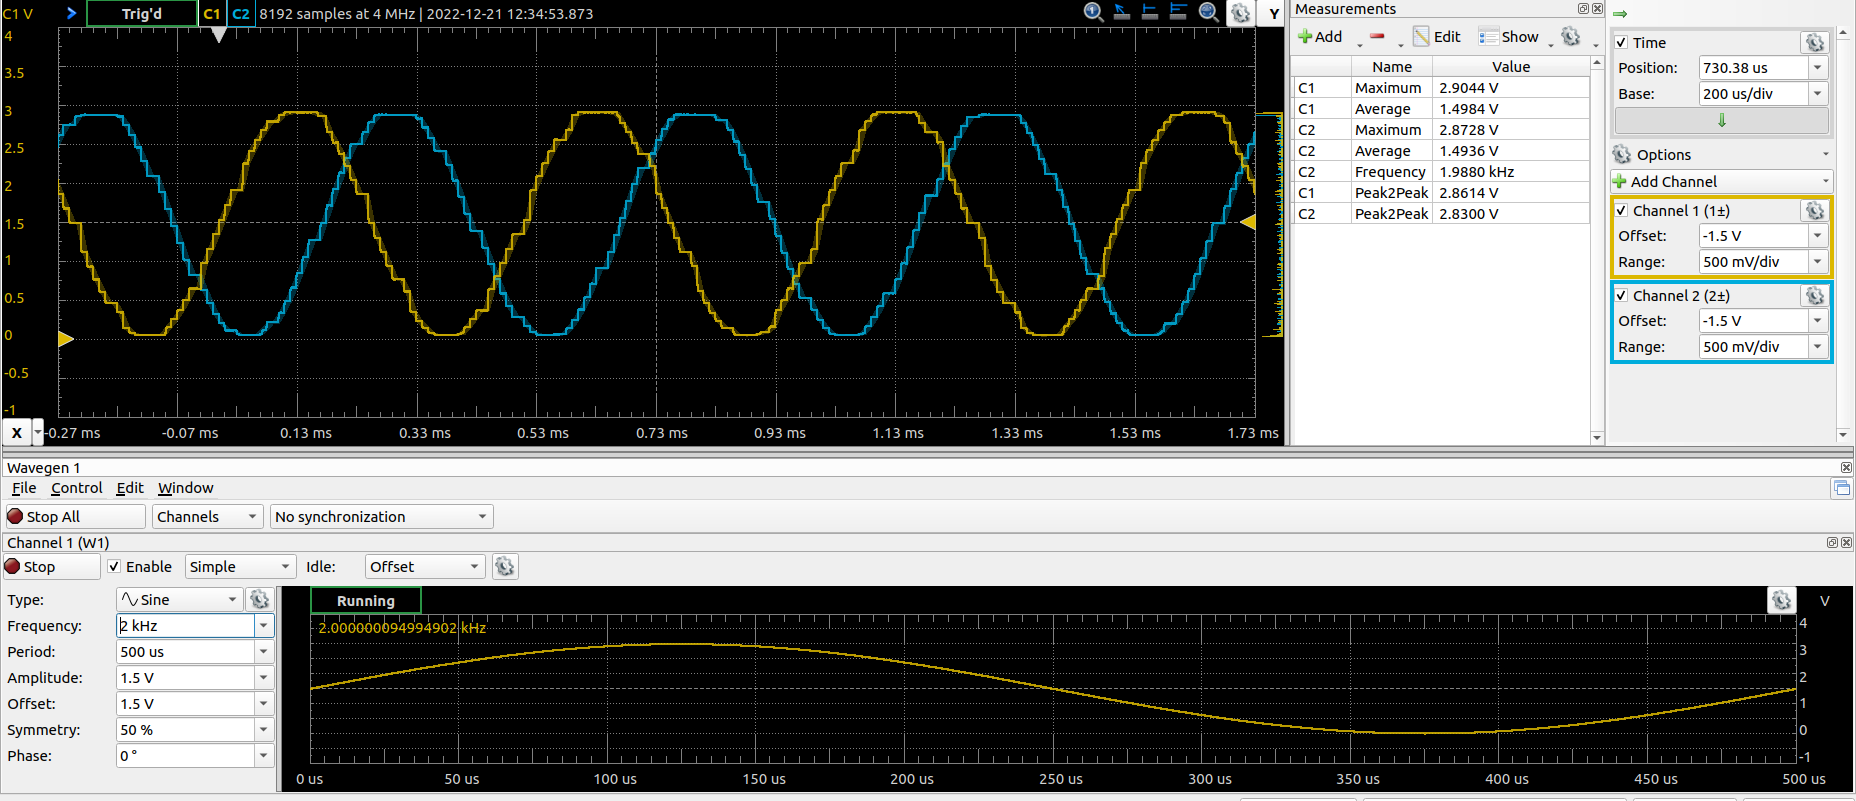 C1 V Trig'd C1 C2 8192 samples at 4 MHz | 2022-12-21 12:34:53.873 Y
4
3.5
3
2.5
2
1.5
1
0.5
0
-0.5
-1
X -0.27 ms -0.07 ms 0.13 ms 0.33 ms 0.53 ms 0.73 ms 0.93 ms 1.13 ms 1.33 ms 1.53 ms 1.73 ms
Measurements
Add Edit Show
Name Value
C1 Maximum 2.9044 V
C1 Average 1.4984 V
C2 Maximum 2.8728 V
C2 Average 1.4936 V
C2 Frequency 1.9880 kHz
C1 Peak2Peak 2.8614 V
C2 Peak2Peak 2.8300 V
Time
Position: 730.38 us
Base: 200 us/div
Options
Add Channel
Channel 1 (1±)
Offset: -1.5 V
Range: 500 mV/div
Channel 2 (2±)
Offset: -1.5 V
Range: 500 mV/div
Wavegen 1
File Control Edit Window
Stop All Channels No synchronization
Channel 1 (W1)
Stop Enable Simple Idle: Offset
Type: Sine
Frequency: 2 kHz
Period: 500 us
Amplitude: 1.5 V
Offset: 1.5 V
Symmetry: 50 %
Phase: 0 °
Running V
2.000000094994902 kHz
4
3
2
1
0
-1
0 us 50 us 100 us 150 us 200 us 250 us 300 us 350 us 400 us 450 us 500 us